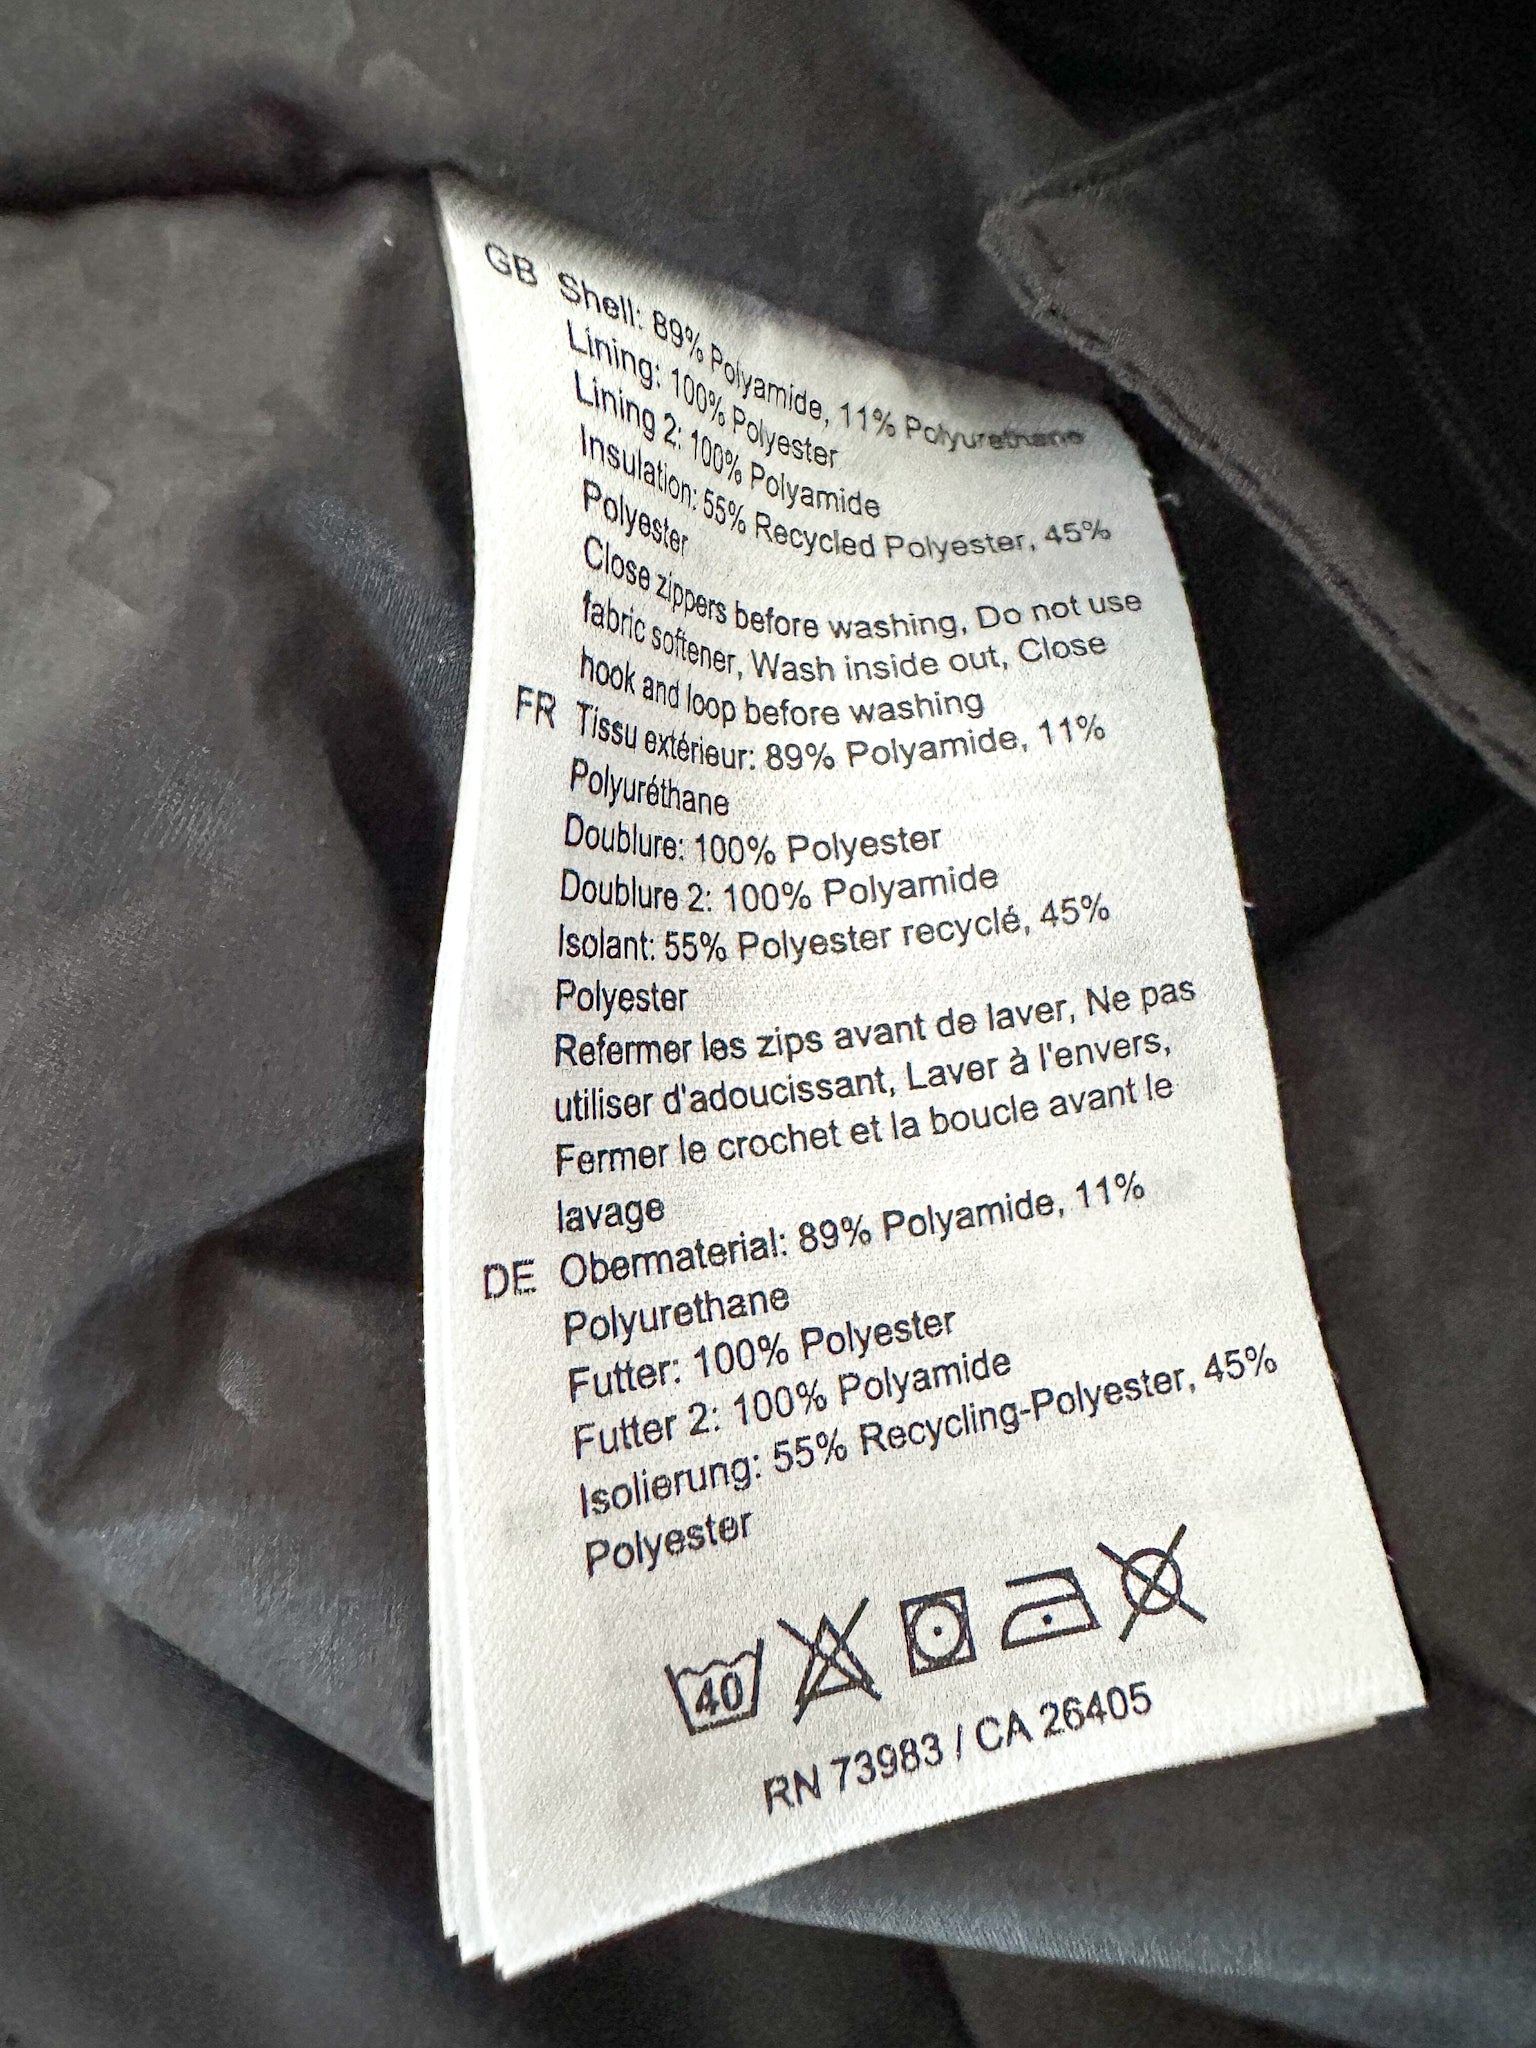 GB Shell: 89% Polyamide, 11% Polyurethane
Lining: 100% Polyester
Lining 2: 100% Polyamide
Insulation: 55% Recycled Polyester, 45%
Polyester
Close zippers before washing, Do not use
fabric softener, Wash inside out, Close
hook and loop before washing
FR Tissu extérieur: 89% Polyamide, 11%
Polyuréthane
Doublure: 100% Polyester
Doublure 2: 100% Polyamide
Isolant: 55% Polyester recyclé, 45%
Polyester
Refermer les zips avant de laver, Ne pas
utiliser d'adoucissant, Laver à l'envers,
Fermer le crochet et la boucle avant le
lavage
DE Obermaterial: 89% Polyamide, 11%
Polyurethane
Futter: 100% Polyester
Futter 2: 100% Polyamide
Isolierung: 55% Recycling-Polyester, 45%
Polyester
40
RN 73983 / CA 26405